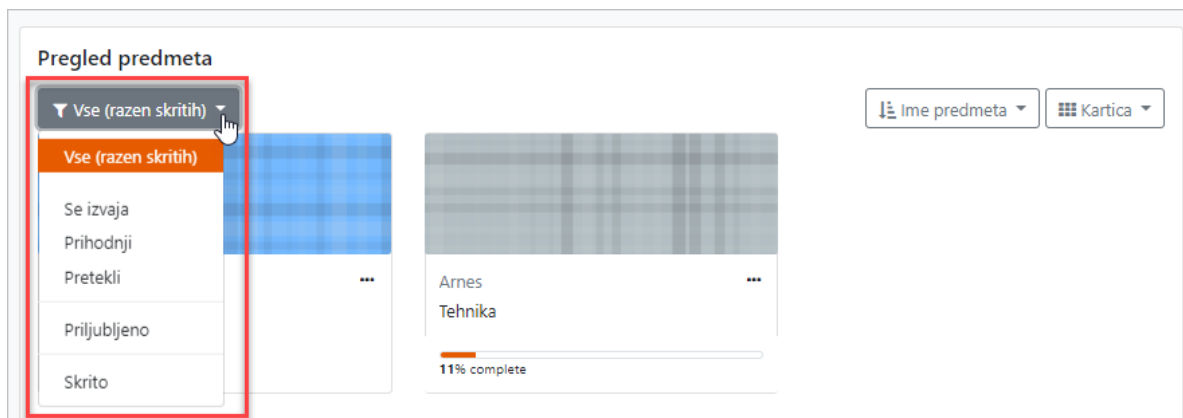 Pregled predmeta
Vse (razen skritih)
Ime predmeta
Kartica
Vse (razen skritih)
Se izvaja
Prihodnji
Pretekli
Priljubljeno
Skrito
Arnes
Tehnika
11% complete